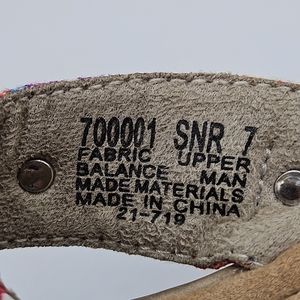 700001 SNR 7
FABRIC UPPER
BALANCE MAN
MADE MATERIALS
MADE IN CHINA
21-719